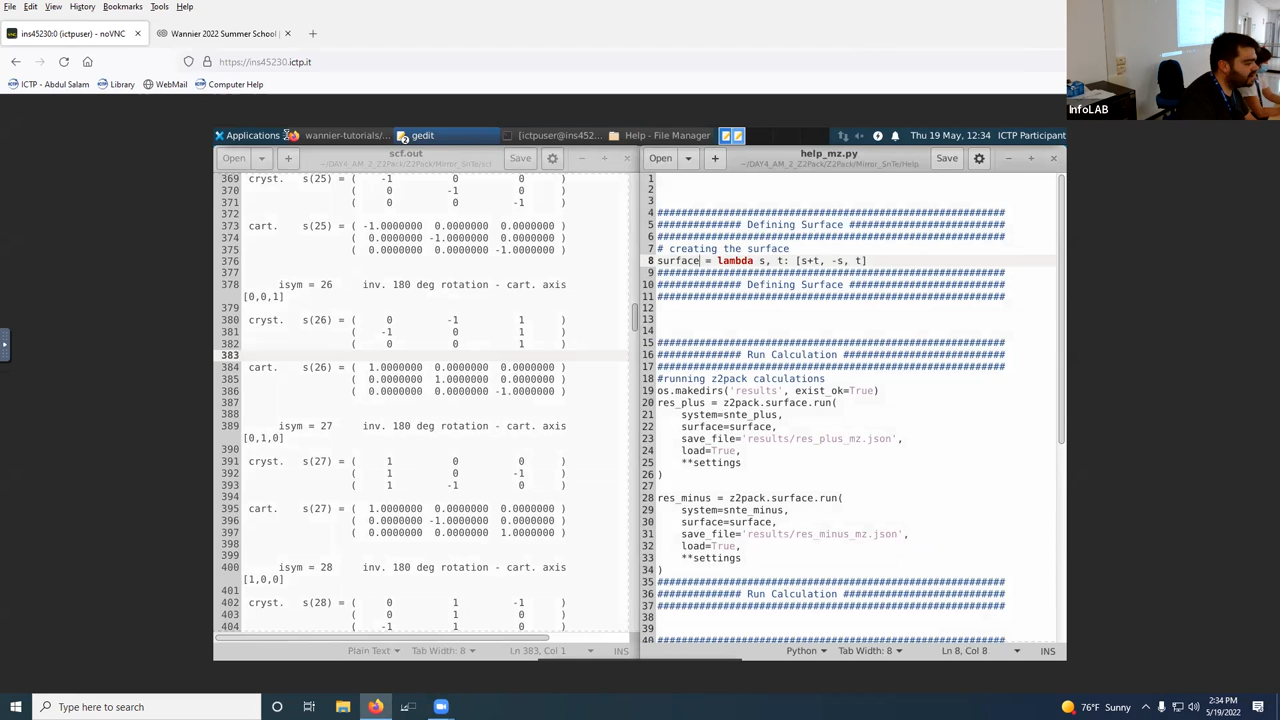 File Edit View History Bookmarks Tools Help
ins45230:0 (ictpuser) - noVNC
Wannier 2022 Summer School |
https://ins45230.ictp.it
ICTP - Abdul Salam
Library
WebMail
Computer Help
InfoLAB
Applications
wannier-tutorials/...
gedit
[ictpuser@ins452...
Help - File Manager
Thu 19 May, 12:34 ICTP Participant
Open
scf.out
Save
369 cryst. s(25) = ( -1 0 0 )
370 ( 0 -1 0 )
371 ( 0 0 -1 )
372
373 cart. s(25) = ( -1.0000000 0.0000000 0.0000000 )
374 ( 0.0000000 -1.0000000 0.0000000 )
375 ( 0.0000000 0.0000000 -1.0000000 )
376
377
378 isym = 26 inv. 180 deg rotation - cart. axis
[0,0,1]
379
380 cryst. s(26) = ( 0 -1 1 )
381 ( -1 0 1 )
382 ( 0 0 1 )
383
384 cart. s(26) = ( 1.0000000 0.0000000 0.0000000 )
385 ( 0.0000000 1.0000000 0.0000000 )
386 ( 0.0000000 0.0000000 -1.0000000 )
387
388
389 isym = 27 inv. 180 deg rotation - cart. axis
[0,1,0]
390
391 cryst. s(27) = ( 1 0 0 )
392 ( 1 0 -1 )
393 ( 1 -1 0 )
394
395 cart. s(27) = ( 1.0000000 0.0000000 0.0000000 )
396 ( 0.0000000 -1.0000000 0.0000000 )
397 ( 0.0000000 0.0000000 1.0000000 )
398
399
400 isym = 28 inv. 180 deg rotation - cart. axis
[1,0,0]
401
402 cryst. s(28) = ( 0 1 -1 )
403 ( 0 1 0 )
404 ( -1 1 0 )
Plain Text Tab Width: 8 Ln 383, Col 1 INS
Open
help_mz.py
~/DAY4_AM_2_Z2Pack/Z2Pack/Mirror_SnTe/Help
Save
1
2
3
4 ##########################################################
5 ############## Defining Surface ##########################
6 ##########################################################
7 # creating the surface
8 surface = lambda s, t: [s+t, -s, t]
9 ##########################################################
10 ############## Defining Surface ##########################
11 ##########################################################
12
13
14
15 ##########################################################
16 ############## Run Calculation ###########################
17 ##########################################################
18 #running z2pack calculations
19 os.makedirs('results', exist_ok=True)
20 res_plus = z2pack.surface.run(
21 system=snte_plus,
22 surface=surface,
23 save_file='results/res_plus_mz.json',
24 load=True,
25 **settings
26 )
27
28 res_minus = z2pack.surface.run(
29 system=snte_minus,
30 surface=surface,
31 save_file='results/res_minus_mz.json',
32 load=True,
33 **settings
34 )
35 ##########################################################
36 ############## Run Calculation ###########################
37 ##########################################################
38
39
40 ##########################################################
Python Tab Width: 8 Ln 8, Col 8 INS
Type here to search
76°F Sunny
2:34 PM
5/19/2022